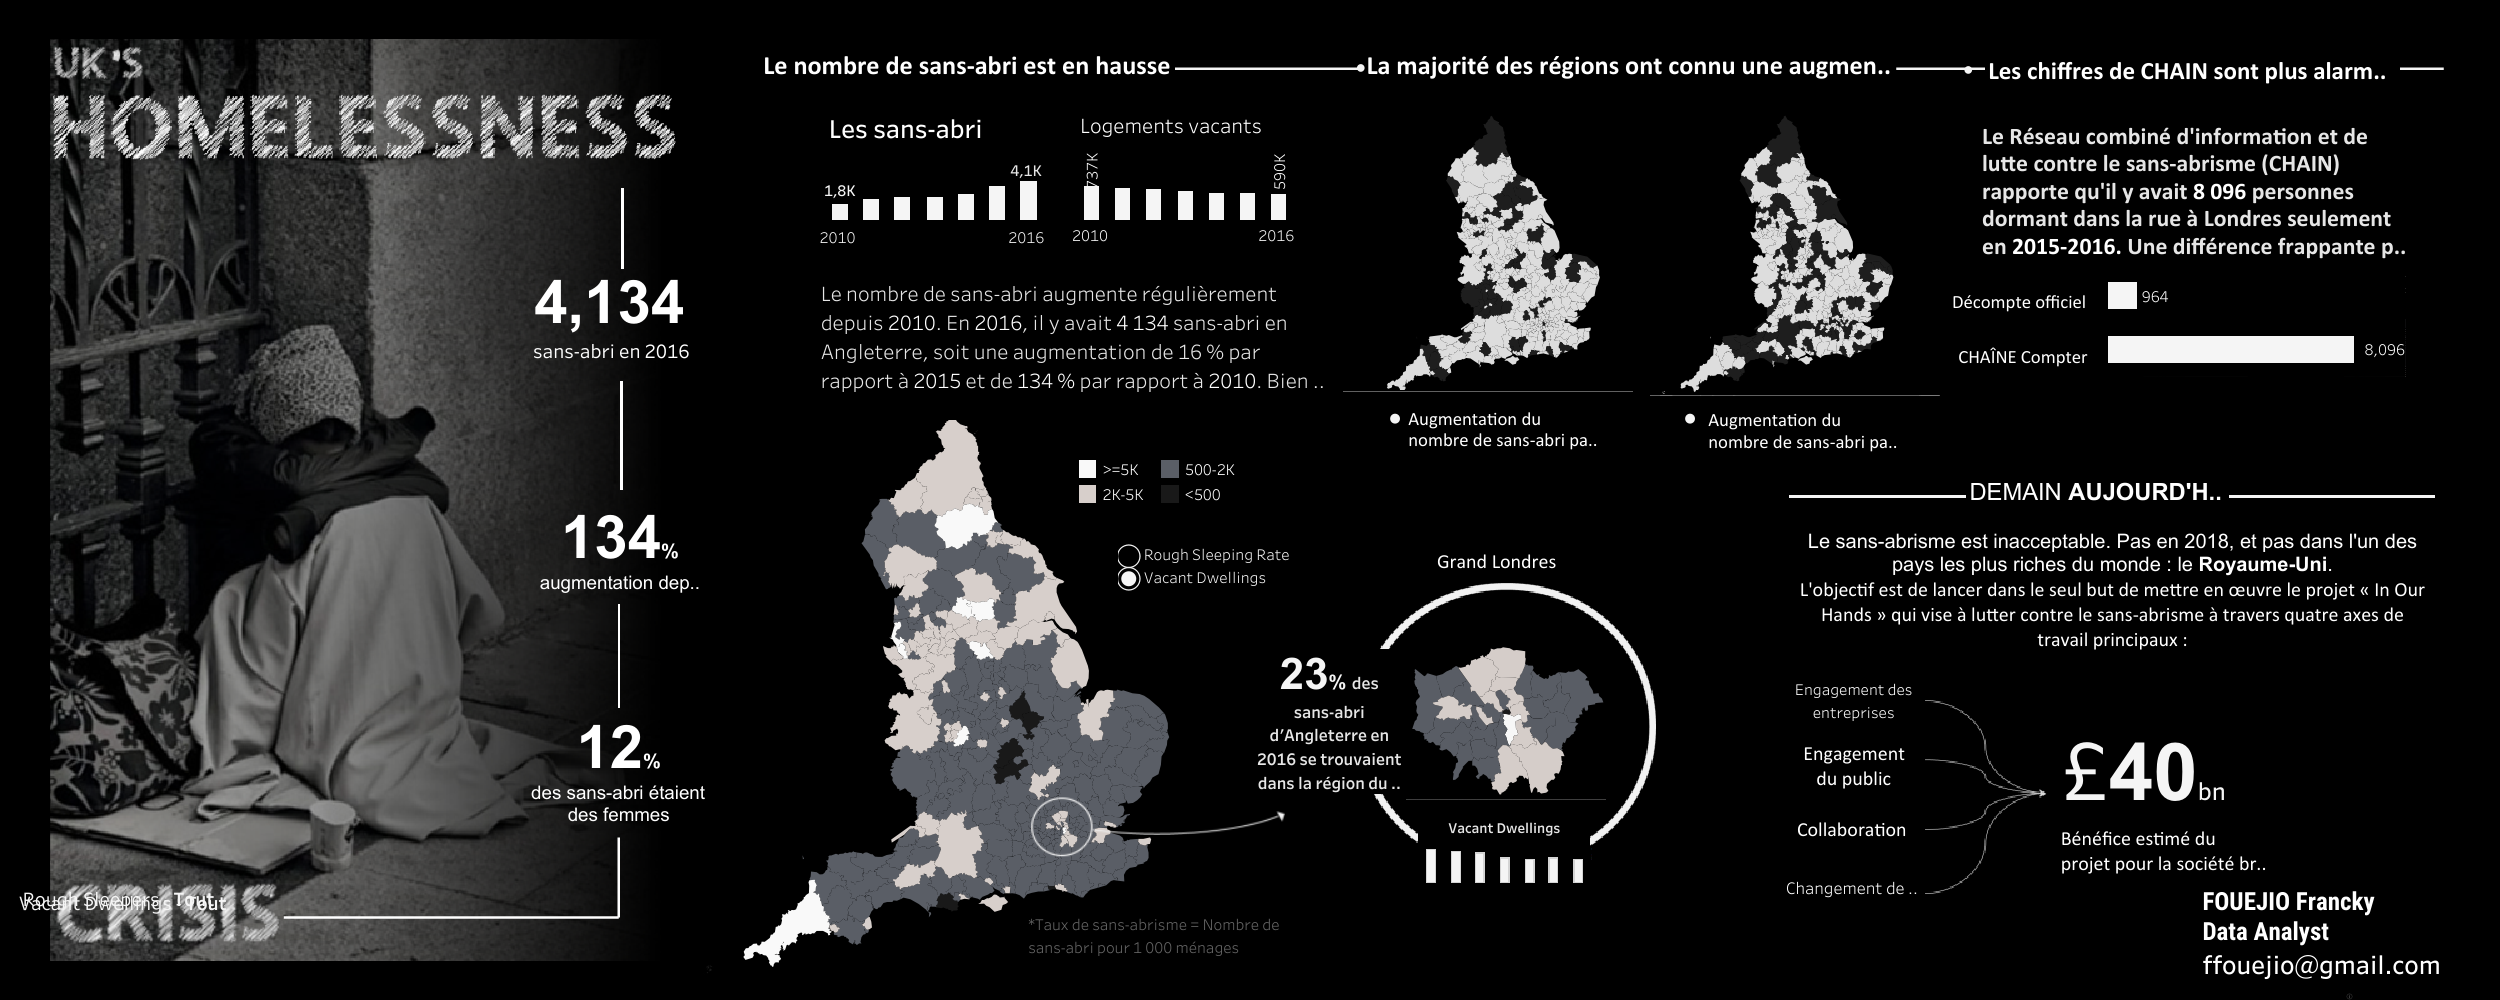 UK'S
HOMELESSNESS
4,134
sans-abri en 2016
134%
augmentation dep..
12%
des sans-abri étaient
des femmes
CRISIS
Rough Sleepers Tout
Vacant Dwellings Tout
Le nombre de sans-abri est en hausse
Les sans-abri
1,8K
4,1K
2010
2016
Logements vacants
737K
590K
2010
2016
Le nombre de sans-abri augmente régulièrement
depuis 2010. En 2016, il y avait 4 134 sans-abri en
Angleterre, soit une augmentation de 16 % par
rapport à 2015 et de 134 % par rapport à 2010. Bien ..
>=5K
500-2K
2K-5K
<500
Rough Sleeping Rate
Vacant Dwellings
*Taux de sans-abrisme = Nombre de
sans-abri pour 1 000 ménages
La majorité des régions ont connu une augmen..
Augmentation du
nombre de sans-abri pa..
Augmentation du
nombre de sans-abri pa..
Grand Londres
23% des
sans-abri
d’Angleterre en
2016 se trouvaient
dans la région du ..
Vacant Dwellings
Les chiffres de CHAIN sont plus alarm..
Le Réseau combiné d'information et de
lutte contre le sans-abrisme (CHAIN)
rapporte qu'il y avait 8 096 personnes
dormant dans la rue à Londres seulement
en 2015-2016. Une différence frappante p..
Décompte officiel
964
CHAÎNE Compter
8,096
DEMAIN AUJOURD'H..
Le sans-abrisme est inacceptable. Pas en 2018, et pas dans l'un des
pays les plus riches du monde : le Royaume-Uni.
L'objectif est de lancer dans le seul but de mettre en œuvre le projet « In Our
Hands » qui vise à lutter contre le sans-abrisme à travers quatre axes de
travail principaux :
Engagement des
entreprises
Engagement
du public
Collaboration
Changement de ..
£40bn
Bénéfice estimé du
projet pour la société br..
FOUEJIO Francky
Data Analyst
ffouejio@gmail.com